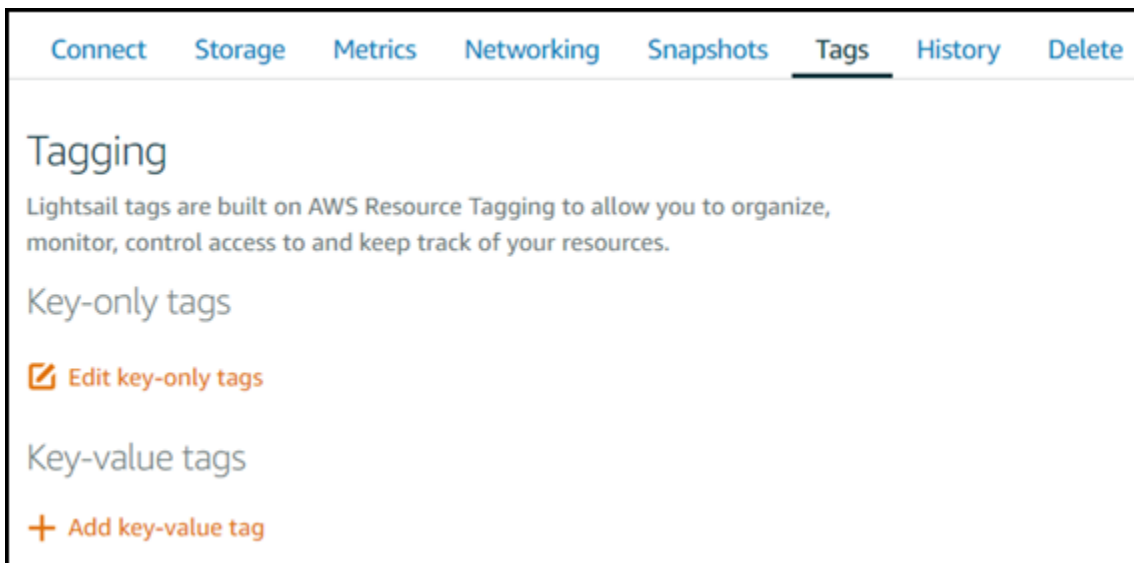 Connect Storage Metrics Networking Snapshots Tags History Delete
Tagging
Lightsail tags are built on AWS Resource Tagging to allow you to organize,
monitor, control access to and keep track of your resources.
Key-only tags
Edit key-only tags
Key-value tags
Add key-value tag